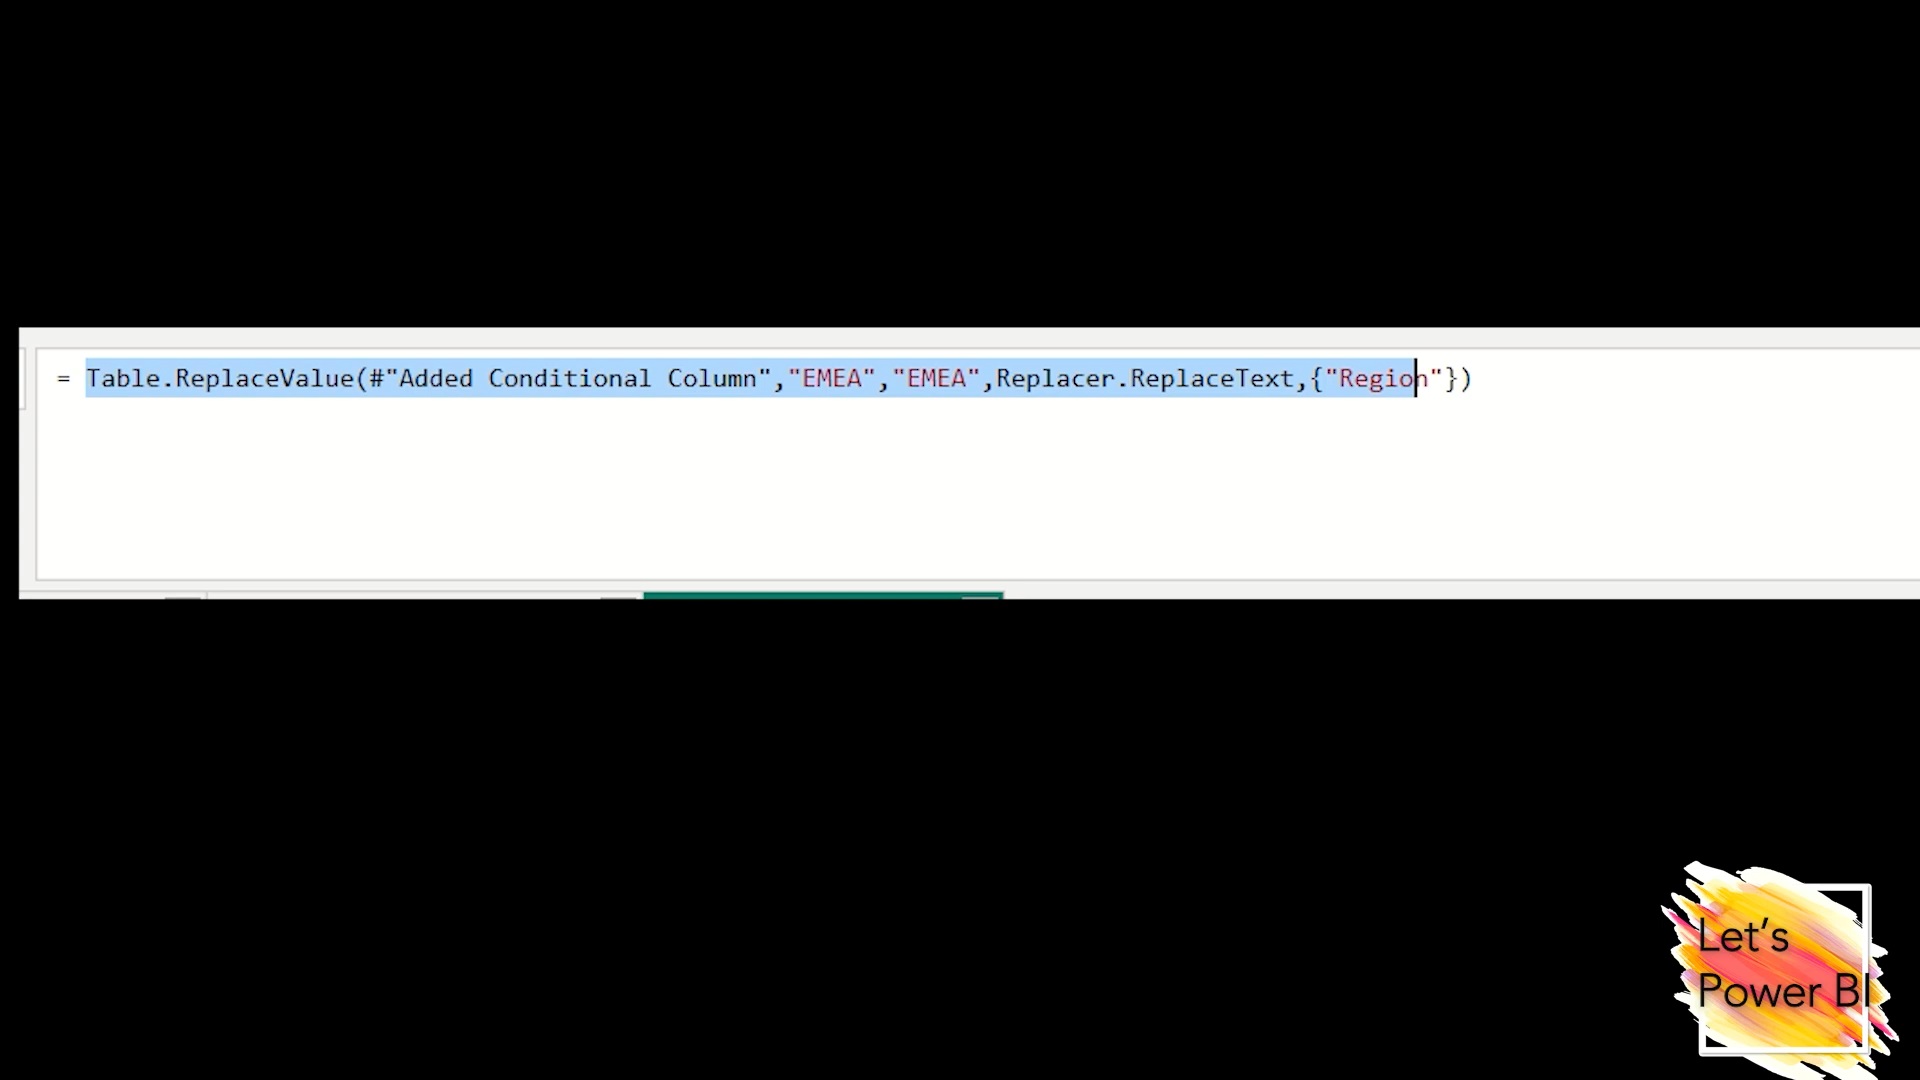 = Table.ReplaceValue(#"Added Conditional Column","EMEA","EMEA",Replacer.ReplaceText,{"Region"})
Let's
Power BI